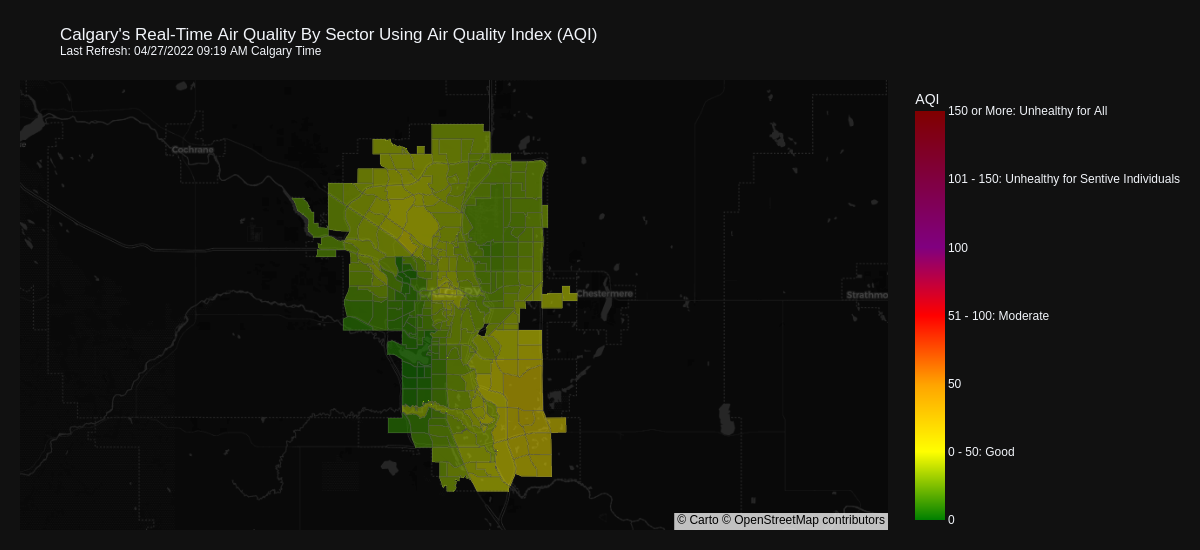 Calgary's Real-Time Air Quality By Sector Using Air Quality Index (AQI)
Last Refresh: 04/27/2022 09:19 AM Calgary Time
AQI
150 or More: Unhealthy for All
101 - 150: Unhealthy for Sentive Individuals
100
51 - 100: Moderate
50
0 - 50: Good
0
Cochrane
CALGARY
Chestermere
Strathmo
© Carto © OpenStreetMap contributors